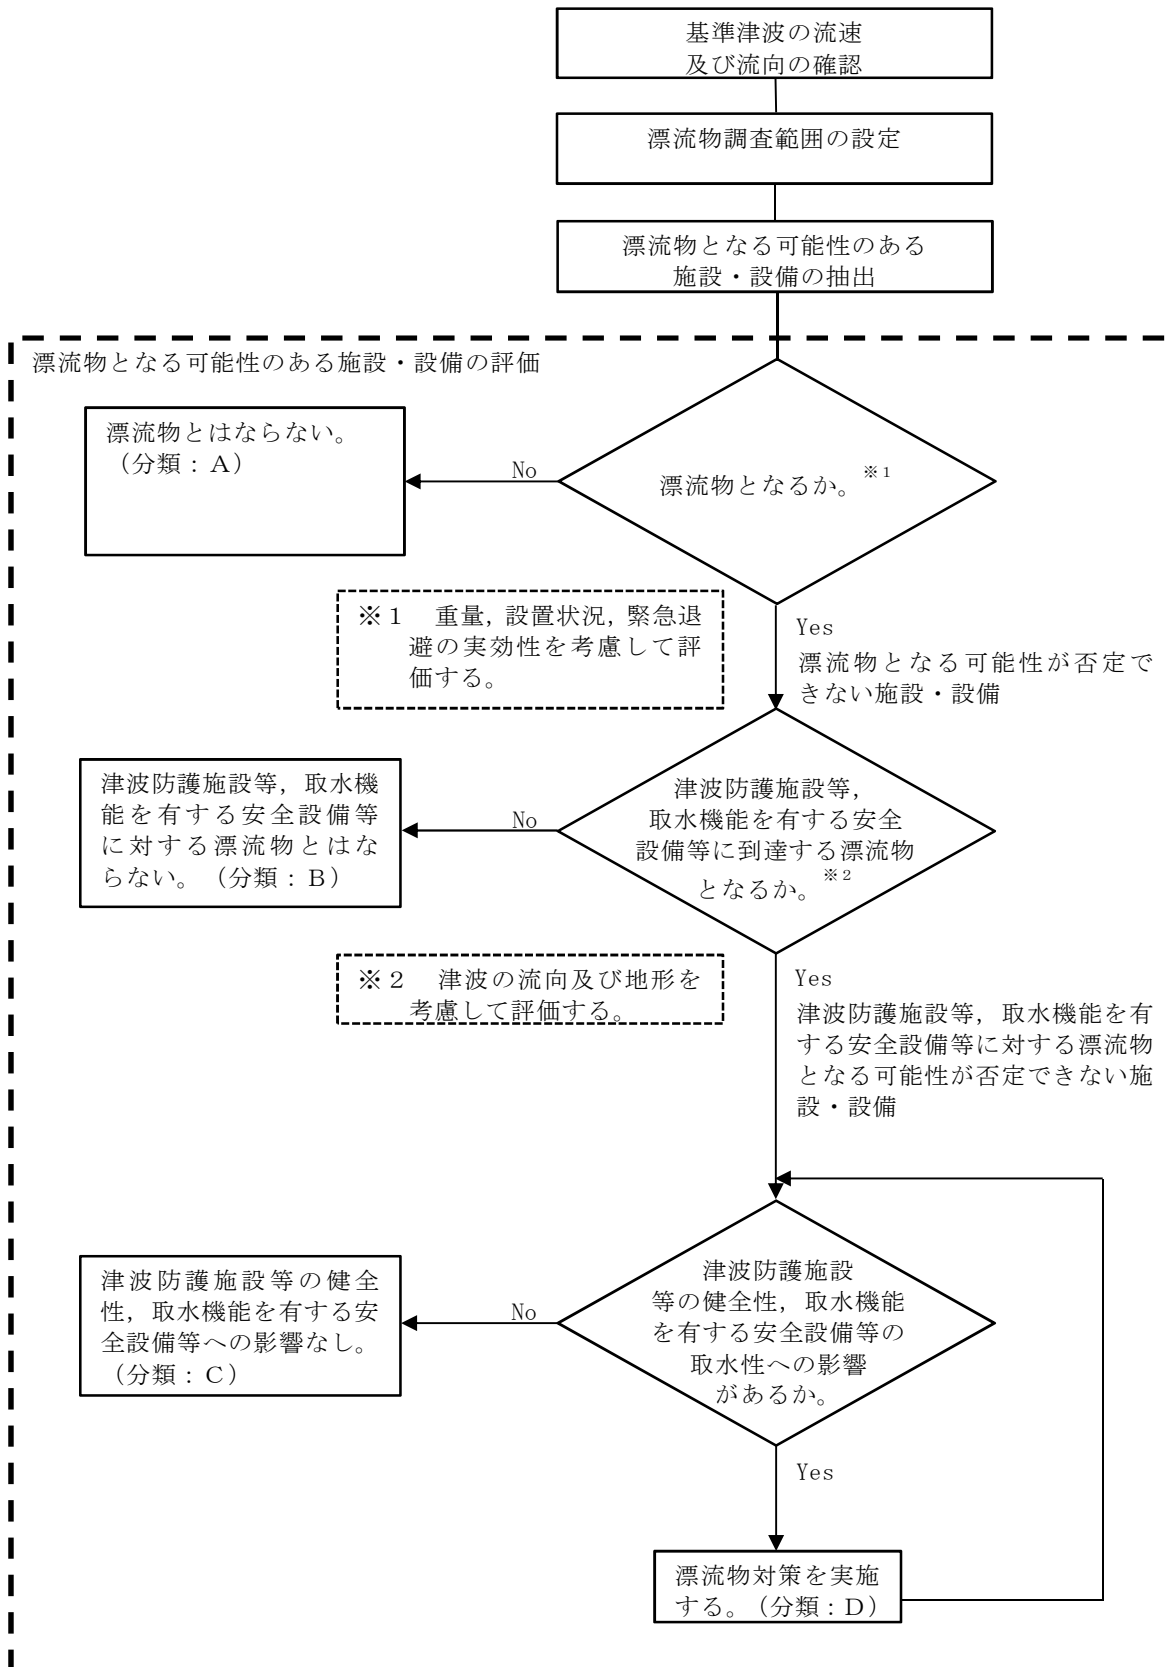 基準津波の流速
及び流向の確認
漂流物調査範囲の設定
漂流物となる可能性のある
施設・設備の抽出
漂流物となる可能性のある施設・設備の評価
漂流物とはならない。
（分類：Ａ）
No
漂流物となるか。※１
※１　重量，設置状況，緊急退
避の実効性を考慮して評
価する。
Yes
漂流物となる可能性が否定で
きない施設・設備
津波防護施設等，取水機
能を有する安全設備等
に対する漂流物とはな
らない。（分類：Ｂ）
No
津波防護施設等，
取水機能を有する安全
設備等に到達する漂流物
となるか。※２
※２　津波の流向及び地形を
考慮して評価する。
Yes
津波防護施設等，取水機能を有
する安全設備等に対する漂流物
となる可能性が否定できない施
設・設備
津波防護施設等の健全
性，取水機能を有する安
全設備等への影響なし。
（分類：Ｃ）
No
津波防護施設
等の健全性，取水機能
を有する安全設備等の
取水性への影響
があるか。
Yes
漂流物対策を実施
する。（分類：Ｄ）